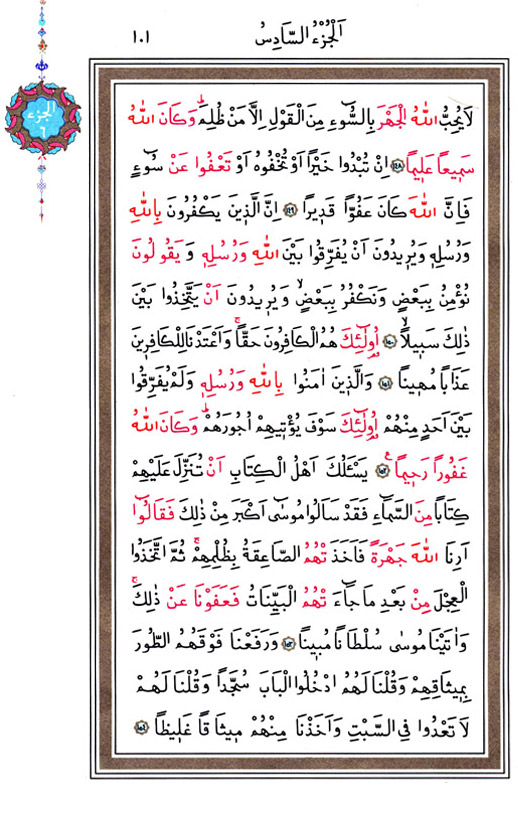 اَلْجُزْءُ السَّادِسُ
١٠١
الجزء
٦
لَا يُحِبُّ اللّٰهُ الْجَهْرَ بِالسُّٓوءِ مِنَ الْقَوْلِ اِلَّا مَنْ ظُلِمَۜ وَكَانَ اللّٰهُ
سَمٖيعاً عَلٖيماً ﴿١٤٨﴾ اِنْ تُبْدُوا خَيْراً اَوْ تُخْفُوهُ اَوْ تَعْفُوا عَنْ سُٓوءٍ
فَاِنَّ اللّٰهَ كَانَ عَفُواًّ قَدٖيراً ﴿١٤٩﴾ اِنَّ الَّذٖينَ يَكْفُرُونَ بِاللّٰهِ
وَرُسُلِهٖ وَيُرٖيدُونَ اَنْ يُفَرِّقُوا بَيْنَ اللّٰهِ وَرُسُلِهٖ وَيَقُولُونَ
نُؤْمِنُ بِبَعْضٍ وَنَكْفُرُ بِبَعْضٍۙ وَيُرٖيدُونَ اَنْ يَتَّخِذُوا بَيْنَ
ذٰلِكَ سَبٖيلاًۙ ﴿١٥٠﴾ اُو۬لٰٓئِكَ هُمُ الْكَافِرُونَ حَقاًّۚ وَاَعْتَدْنَا لِلْكَافِرٖينَ
عَذَاباً مُهٖيناً ﴿١٥١﴾ وَالَّذٖينَ اٰمَنُوا بِاللّٰهِ وَرُسُلِهٖ وَلَمْ يُفَرِّقُوا
بَيْنَ اَحَدٍ مِنْهُمْ اُو۬لٰٓئِكَ سَوْفَ يُؤْتٖيهِمْ اُجُورَهُمْۜ وَكَانَ اللّٰهُ
غَفُوراً رَحٖيماًۚ ﴿١٥٢﴾ يَسْـَٔلُكَ اَهْلُ الْكِتَابِ اَنْ تُنَزِّلَ عَلَيْهِمْ
كِتَاباً مِنَ السَّمَٓاءِ فَقَدْ سَاَلُوا مُوسٰٓى اَكْبَرَ مِنْ ذٰلِكَ فَقَالُٓوا
اَرِنَا اللّٰهَ جَهْرَةً فَاَخَذَتْهُمُ الصَّاعِقَةُ بِظُلْمِهِمْۚ ثُمَّ اتَّخَذُوا
الْعِجْلَ مِنْ بَعْدِ مَا جَٓاءَتْهُمُ الْبَيِّنَاتُ فَعَفَوْنَا عَنْ ذٰلِكَۚ
وَاٰتَيْنَا مُوسٰى سُلْطَاناً مُبٖيناً ﴿١٥٣﴾ وَرَفَعْنَا فَوْقَهُمُ الطُّورَ
بِمٖيثَاقِهِمْ وَقُلْنَا لَهُمُ ادْخُلُوا الْبَابَ سُجَّداً وَقُلْنَا لَهُمْ
لَا تَعْدُوا فِي السَّبْتِ وَاَخَذْنَا مِنْهُمْ مٖيثَاقاً غَلٖيظاً ﴿١٥٤﴾